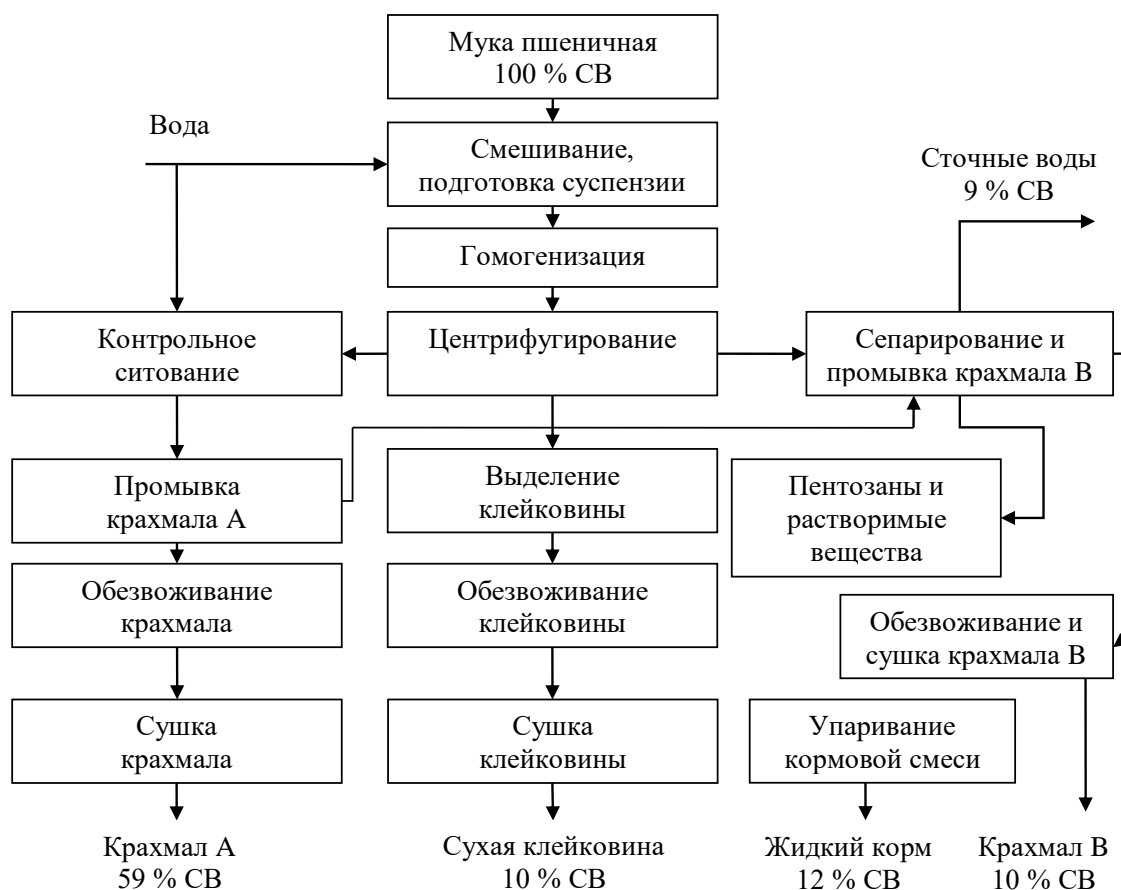 Мука пшеничная
100 % СВ
Вода
Смешивание,
подготовка суспензии
Сточные воды
9 % СВ
Гомогенизация
Контрольное
ситование
Центрифугирование
Сепарирование и
промывка крахмала В
Промывка
крахмала А
Выделение
клейковины
Пентозаны и
растворимые
вещества
Обезвоживание
крахмала
Обезвоживание
клейковины
Обезвоживание и
сушка крахмала В
Сушка
крахмала
Сушка
клейковины
Упаривание
кормовой смеси
Крахмал А
59 % СВ
Сухая клейковина
10 % СВ
Жидкий корм
12 % СВ
Крахмал В
10 % СВ